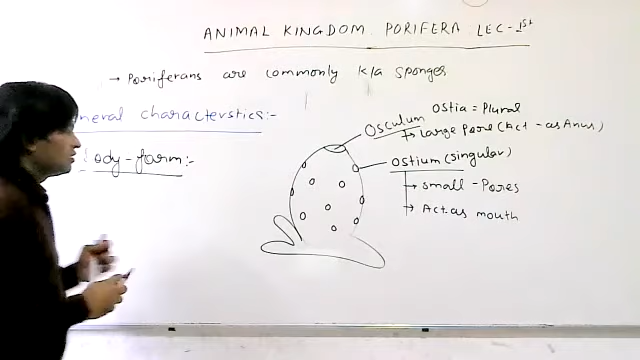 ANIMAL KINGDOM PORIFERA LEC-1st
→ Poriferans are commonly k/a sponges
neral characterstics:-
ody-form:-
Osculum
Ostia = Plural
→ Large Pore (Act - as Anus)
Ostium (singular)
→ small - Pores
→ Act as mouth